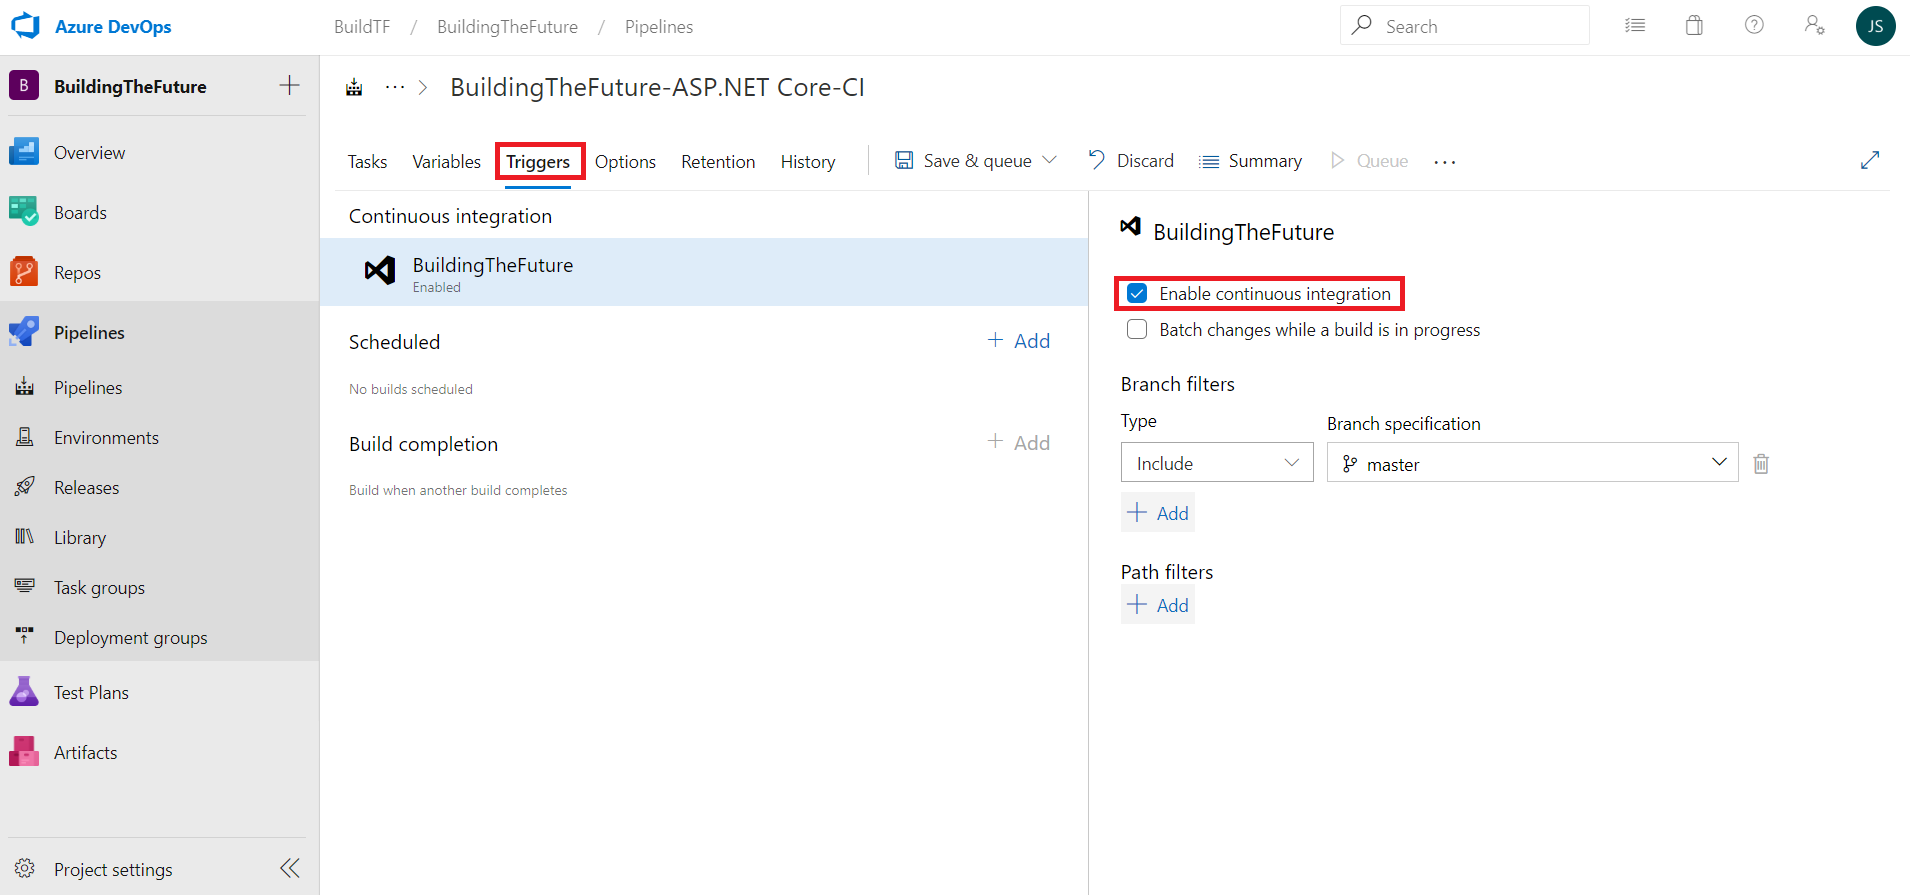 Azure DevOps
BuildTF / BuildingTheFuture / Pipelines
Search
JS
B
BuildingTheFuture
Overview
Boards
Repos
Pipelines
Pipelines
Environments
Releases
Library
Task groups
Deployment groups
Test Plans
Artifacts
Project settings
BuildingTheFuture-ASP.NET Core-CI
Tasks Variables Triggers Options Retention History Save & queue Discard Summary Queue
Continuous integration
BuildingTheFuture
Enabled
Scheduled
+ Add
No builds scheduled
Build completion
+ Add
Build when another build completes
BuildingTheFuture
Enable continuous integration
Batch changes while a build is in progress
Branch filters
Type Branch specification
Include master
+ Add
Path filters
+ Add